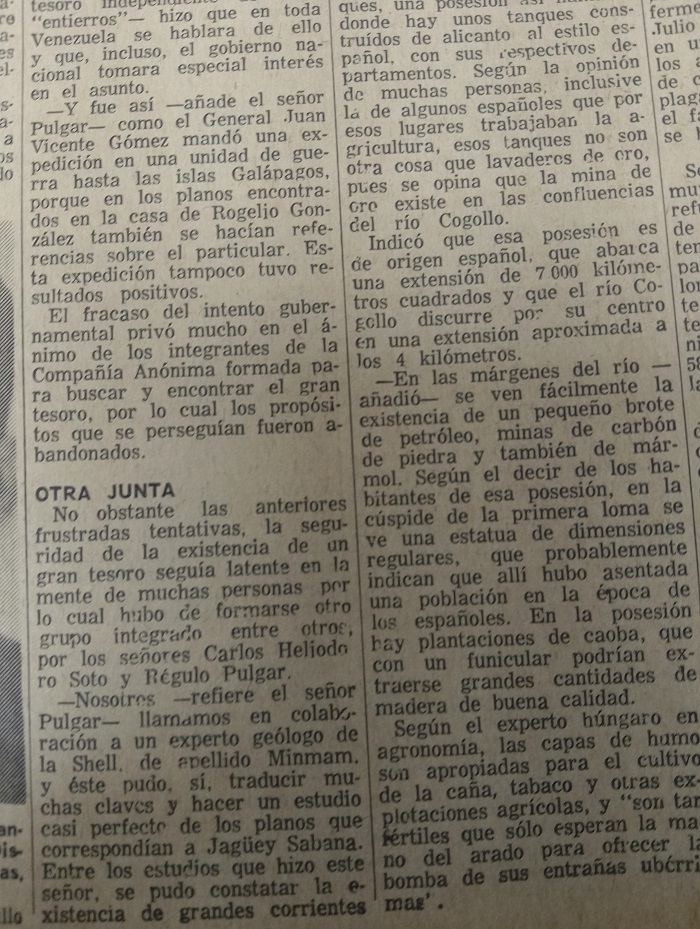 tesoro
"entierros"— hizo que en toda
Venezuela se hablara de ello
y que, incluso, el gobierno na-
cional tomara especial interés
en el asunto.
—Y fue así —añade el señor
Pulgar— como el General Juan
Vicente Gómez mandó una ex-
pedición en una unidad de gue-
rra hasta las islas Galápagos,
porque en los planos encontra-
dos en la casa de Rogelio Gon-
zález también se hacían refe-
rencias sobre el particular. Es-
ta expedición tampoco tuvo re-
sultados positivos.
El fracaso del intento guber-
namental privó mucho en el á-
nimo de los integrantes de la
Compañía Anónima formada pa-
ra buscar y encontrar el gran
tesoro, por lo cual los propósi-
tos que se perseguían fueron a-
bandonados.
OTRA JUNTA
No obstante las anteriores
frustradas tentativas, la segu-
ridad de la existencia de un
gran tesoro seguía latente en la
mente de muchas personas por
lo cual hubo de formarse otro
grupo integrado entre otros,
por los señores Carlos Heliodo
ro Soto y Régulo Pulgar.
—Nosotros —refiere el señor
Pulgar— llamamos en colabo-
ración a un experto geólogo de
la Shell, de apellido Minmam,
y éste pudo, sí, traducir mu-
chas claves y hacer un estudio
casi perfecto de los planos que
correspondían a Jagüey Sabana.
Entre los estudios que hizo este
señor, se pudo constatar la e-
xistencia de grandes corrientes
ques, una posesión
donde hay unos tanques cons-
truídos de alicanto al estilo es-
pañol, con sus respectivos de-
partamentos. Según la opinión
de muchas personas, inclusive
la de algunos españoles que por
esos lugares trabajaban la a-
gricultura, esos tanques no son
otra cosa que lavaderos de oro,
pues se opina que la mina de
oro existe en las confluencias
del río Cogollo.
Indicó que esa posesión es
de origen español, que abarca
una extensión de 7 000 kilóme-
tros cuadrados y que el río Co-
gollo discurre por su centro
en una extensión aproximada a
los 4 kilómetros.
—En las márgenes del río —
añadió— se ven fácilmente la
existencia de un pequeño brote
de petróleo, minas de carbón
de piedra y también de már-
mol. Según el decir de los ha-
bitantes de esa posesión, en la
cúspide de la primera loma se
ve una estatua de dimensiones
regulares, que probablemente
indican que allí hubo asentada
una población en la época de
los españoles. En la posesión
hay plantaciones de caoba, que
con un funicular podrían ex-
traerse grandes cantidades de
madera de buena calidad.
Según el experto húngaro en
agronomía, las capas de humo
son apropiadas para el cultivo
de la caña, tabaco y otras ex-
plotaciones agrícolas, y "son tan
fértiles que sólo esperan la ma-
no del arado para ofrecer la
bomba de sus entrañas ubérri
mas'.
ferme
Julio